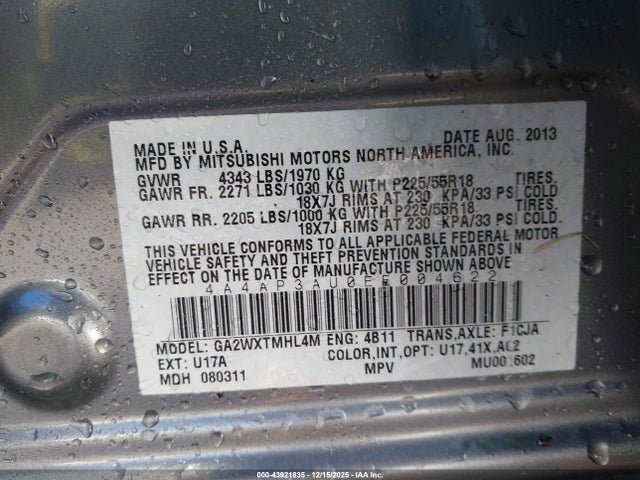 MADE IN U.S.A. DATE AUG. 2013
MFD BY MITSUBISHI MOTORS NORTH AMERICA, INC.
GVWR 4343 LBS/1970 KG
GAWR FR. 2271 LBS/1030 KG WITH P225/55R18 TIRES.
18X7J RIMS AT 230 KPA/33 PSI COLD
GAWR RR. 2205 LBS/1000 KG WITH P225/55R18 TIRES.
18X7J RIMS AT 230 KPA/33 PSI COLD.
THIS VEHICLE CONFORMS TO ALL APPLICABLE FEDERAL MOTOR
VEHICLE SAFETY AND THEFT PREVENTION STANDARDS IN
EFFECT ON THE DATE OF MANUFACTURE SHOWN ABOVE
4A4AP3AU0EE004622
MODEL: GA2WXTMHL4M ENG: 4B11 TRANS,AXLE: F1CJA
EXT: U17A COLOR,INT,OPT: U17,41X,A02
MDH 080311 MPV MU001602
000-43921835 - 12/15/2025 - IAAI.com